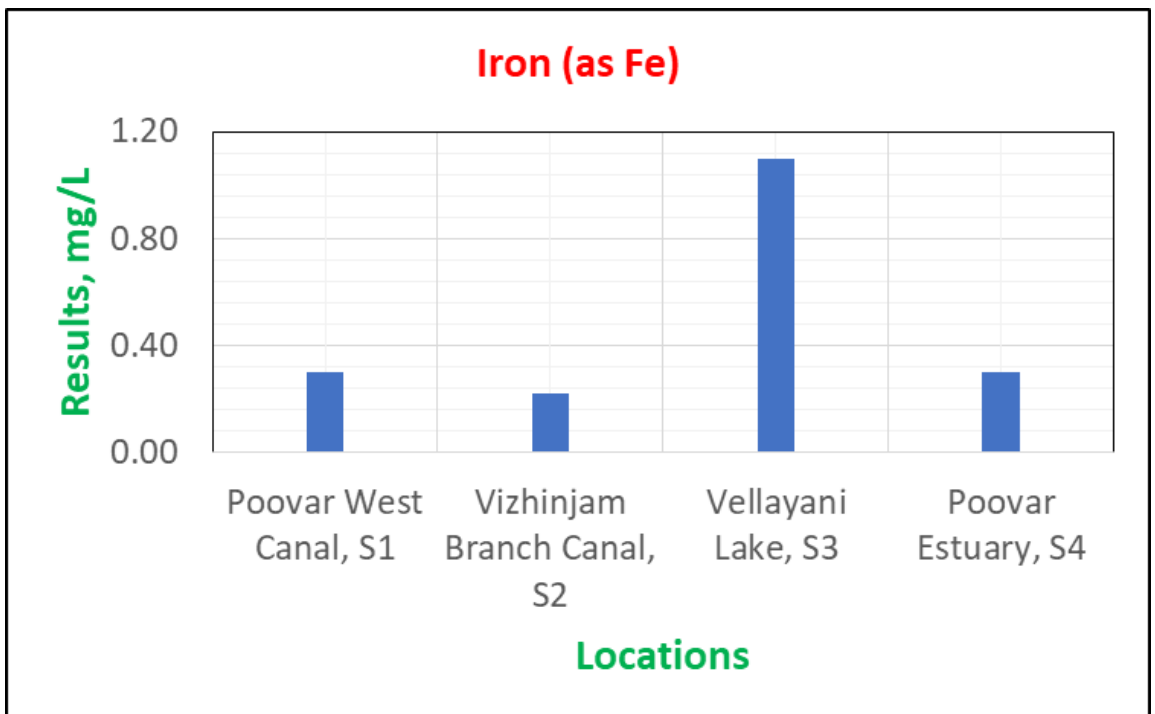 Iron (as Fe)
Results, mg/L
1.20
0.80
0.40
0.00
Poovar West
Canal, S1
Vizhinjam
Branch Canal,
S2
Vellayani
Lake, S3
Poovar
Estuary, S4
Locations